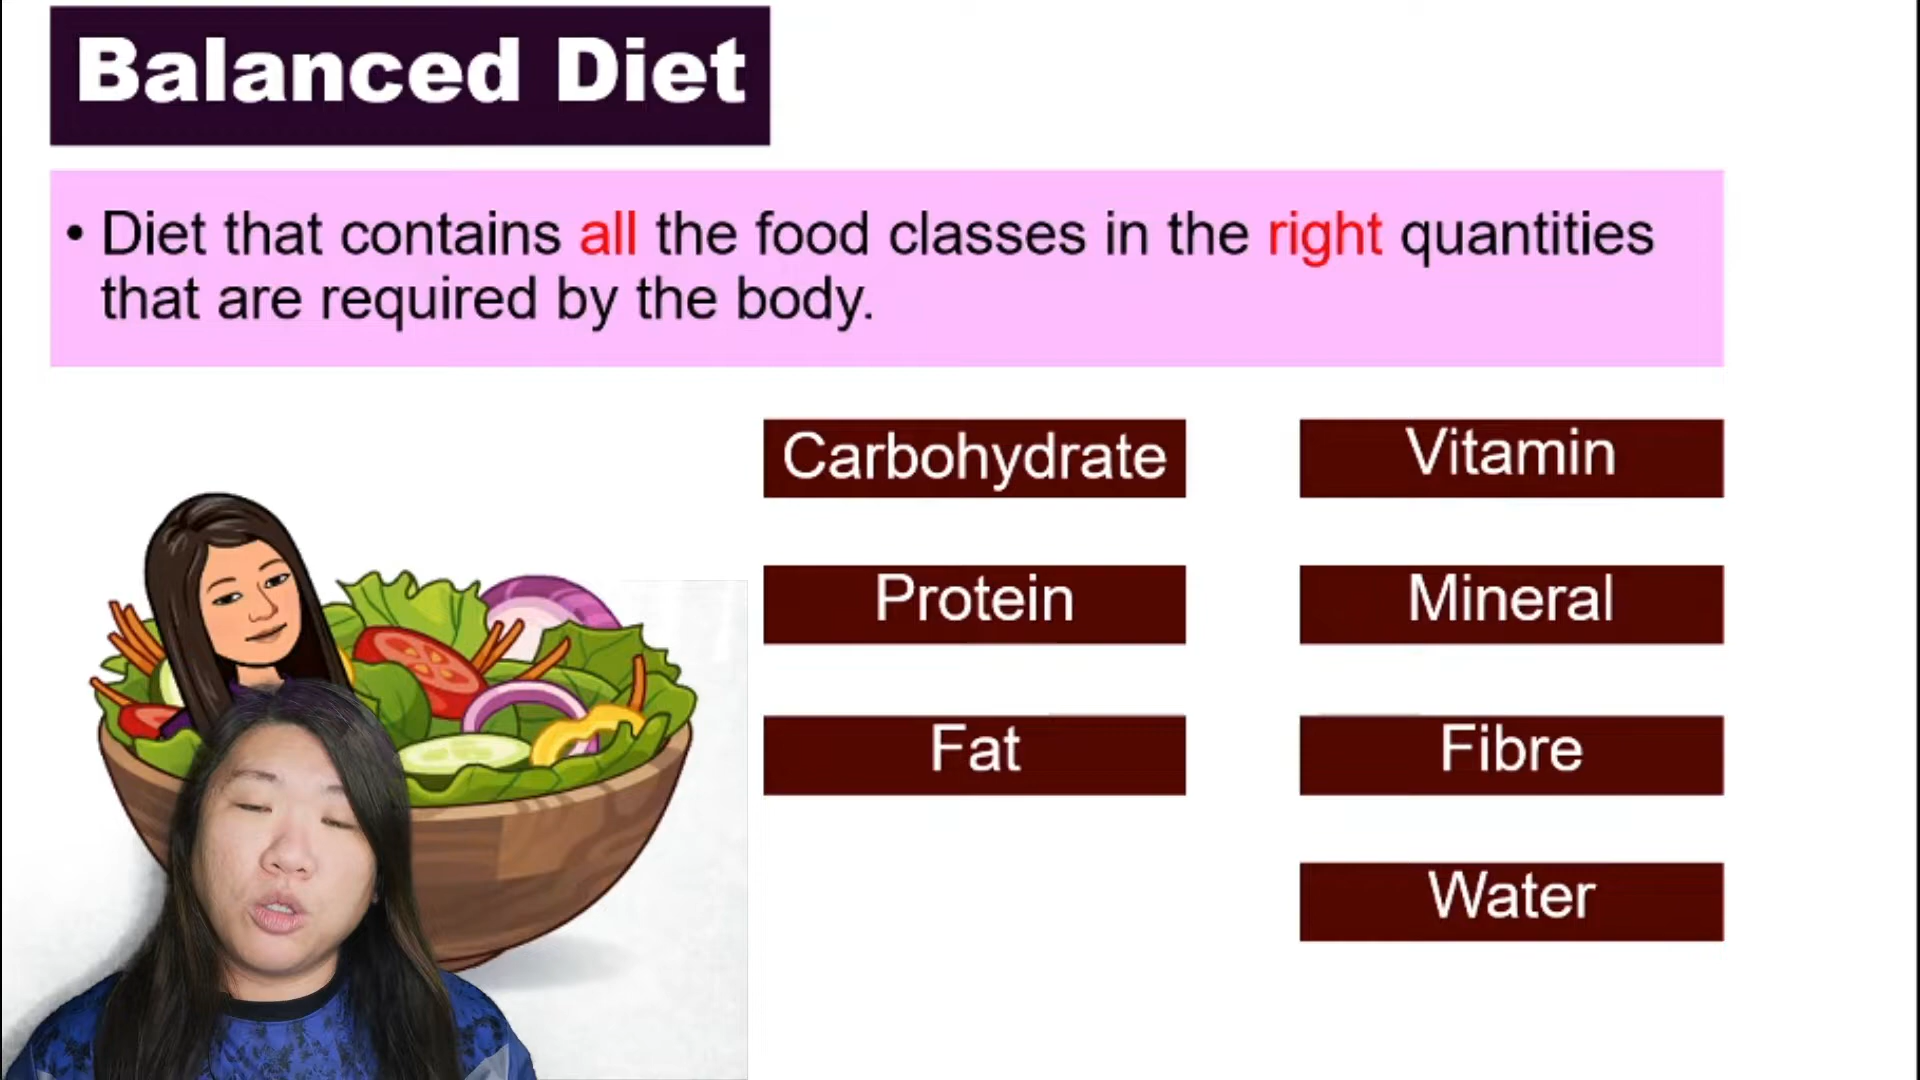 Balanced Diet
• Diet that contains all the food classes in the right quantities
that are required by the body.
Carbohydrate
Vitamin
Protein
Mineral
Fat
Fibre
Water